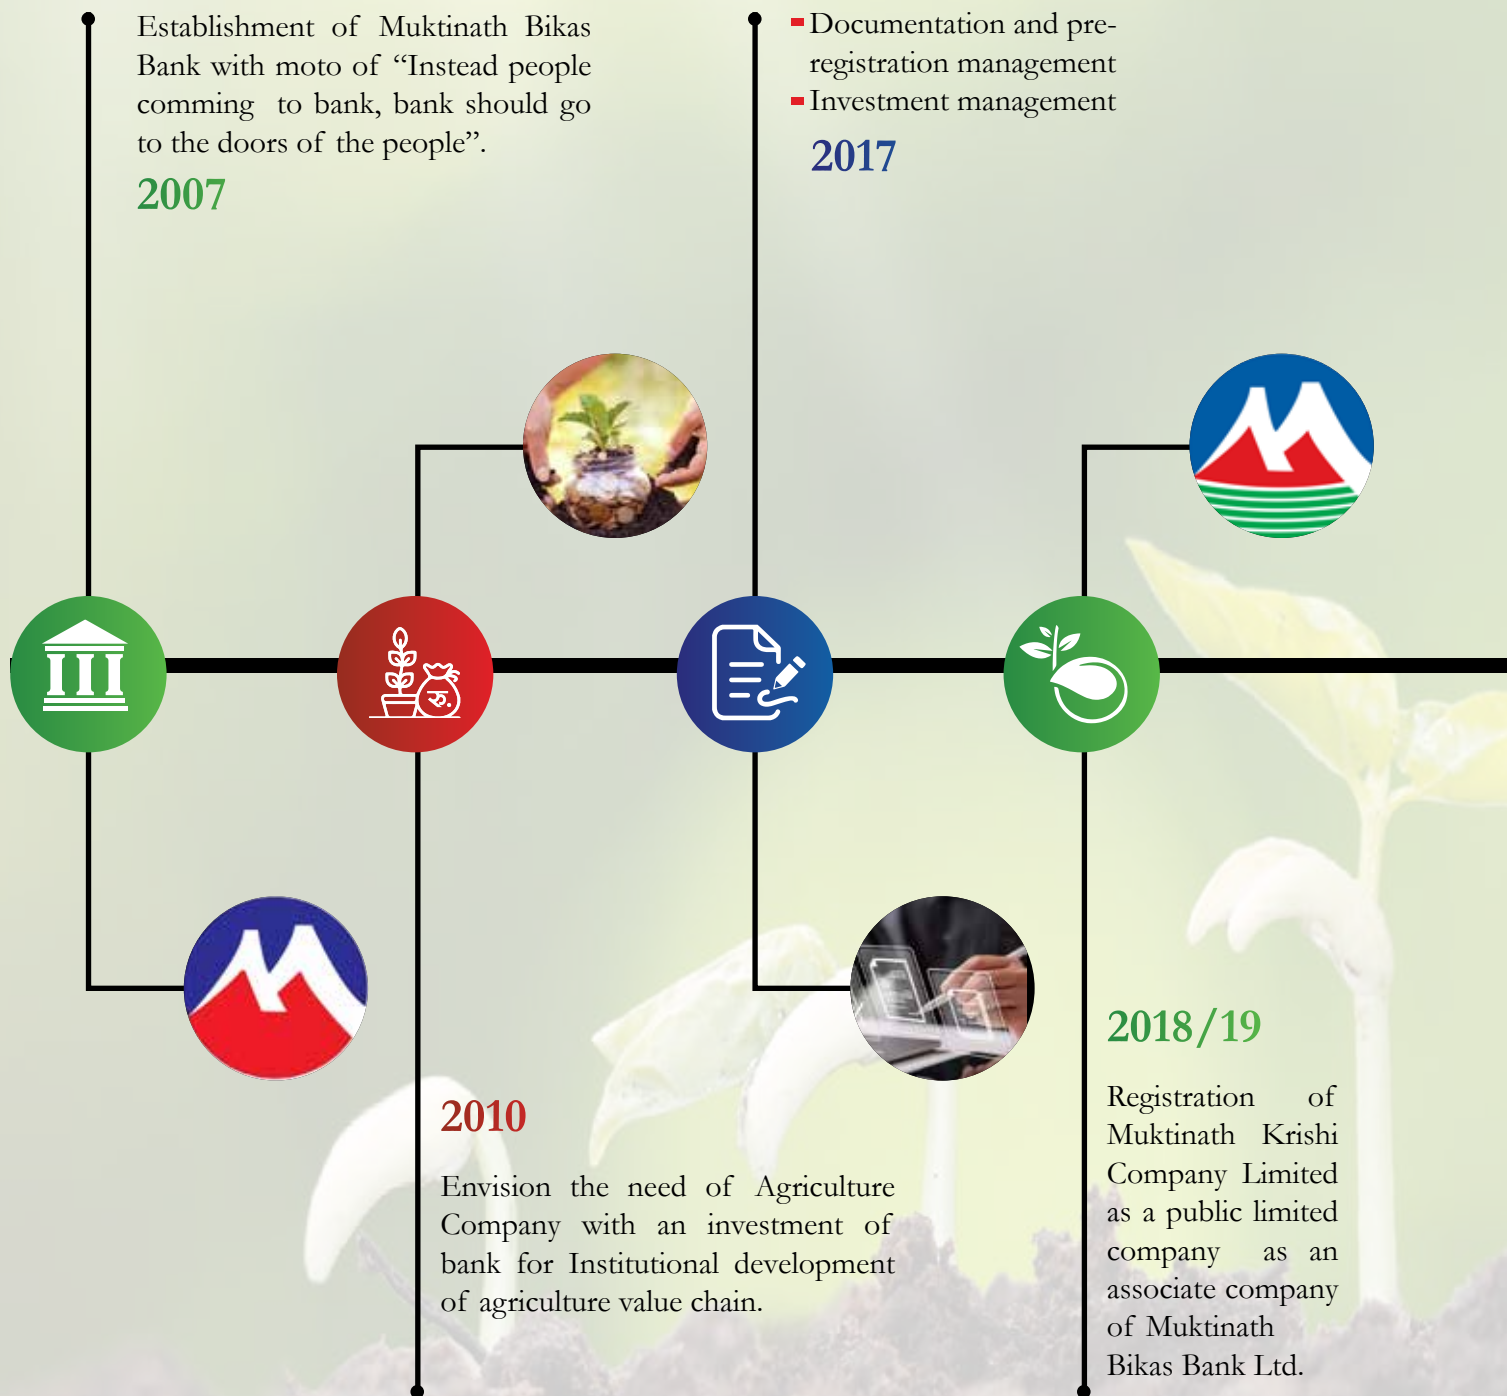 Establishment of Muktinath Bikas
Bank with moto of “Instead people
comming to bank, bank should go
to the doors of the people”.
2007
Documentation and pre-
registration management
Investment management
2017
रु.
2010
Envision the need of Agriculture
Company with an investment of
bank for Institutional development
of agriculture value chain.
2018/19
Registration of
Muktinath Krishi
Company Limited
as a public limited
company as an
associate company
of Muktinath
Bikas Bank Ltd.